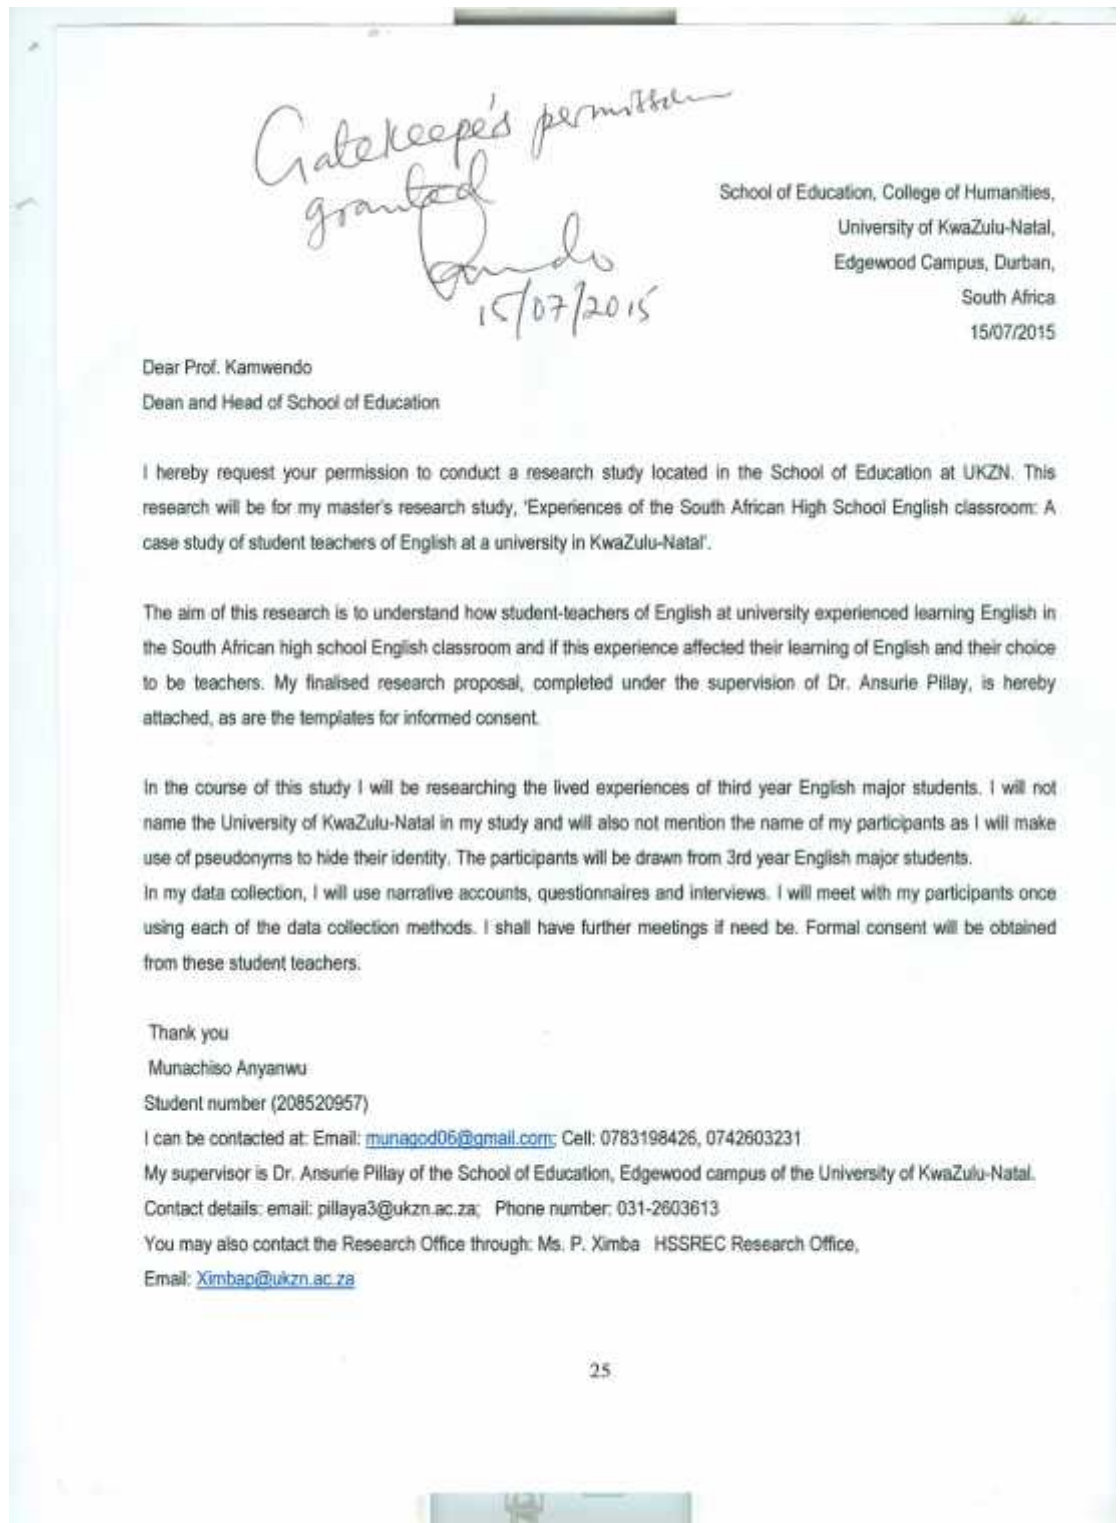 Gatekeeper's permission
granted
15/07/2015
School of Education, College of Humanities,
University of KwaZulu-Natal,
Edgewood Campus, Durban,
South Africa
15/07/2015
Dear Prof. Kamwendo
Dean and Head of School of Education
I hereby request your permission to conduct a research study located in the School of Education at UKZN. This
research will be for my master's research study, 'Experiences of the South African High School English classroom: A
case study of student teachers of English at a university in KwaZulu-Natal'.
The aim of this research is to understand how student-teachers of English at university experienced learning English in
the South African high school English classroom and if this experience affected their learning of English and their choice
to be teachers. My finalised research proposal, completed under the supervision of Dr. Ansurie Pillay, is hereby
attached, as are the templates for informed consent.
In the course of this study I will be researching the lived experiences of third year English major students. I will not
name the University of KwaZulu-Natal in my study and will also not mention the name of my participants as I will make
use of pseudonyms to hide their identity. The participants will be drawn from 3rd year English major students.
In my data collection, I will use narrative accounts, questionnaires and interviews. I will meet with my participants once
using each of the data collection methods. I shall have further meetings if need be. Formal consent will be obtained
from these student teachers.
Thank you
Munachiso Anyanwu
Student number (208520957)
I can be contacted at: Email: munagod06@gmail.com; Cell: 0783198426, 0742603231
My supervisor is Dr. Ansurie Pillay of the School of Education, Edgewood campus of the University of KwaZulu-Natal.
Contact details: email: pillaya3@ukzn.ac.za; Phone number: 031-2603613
You may also contact the Research Office through: Ms. P. Ximba HSSREC Research Office,
Email: Ximbap@ukzn.ac.za
25